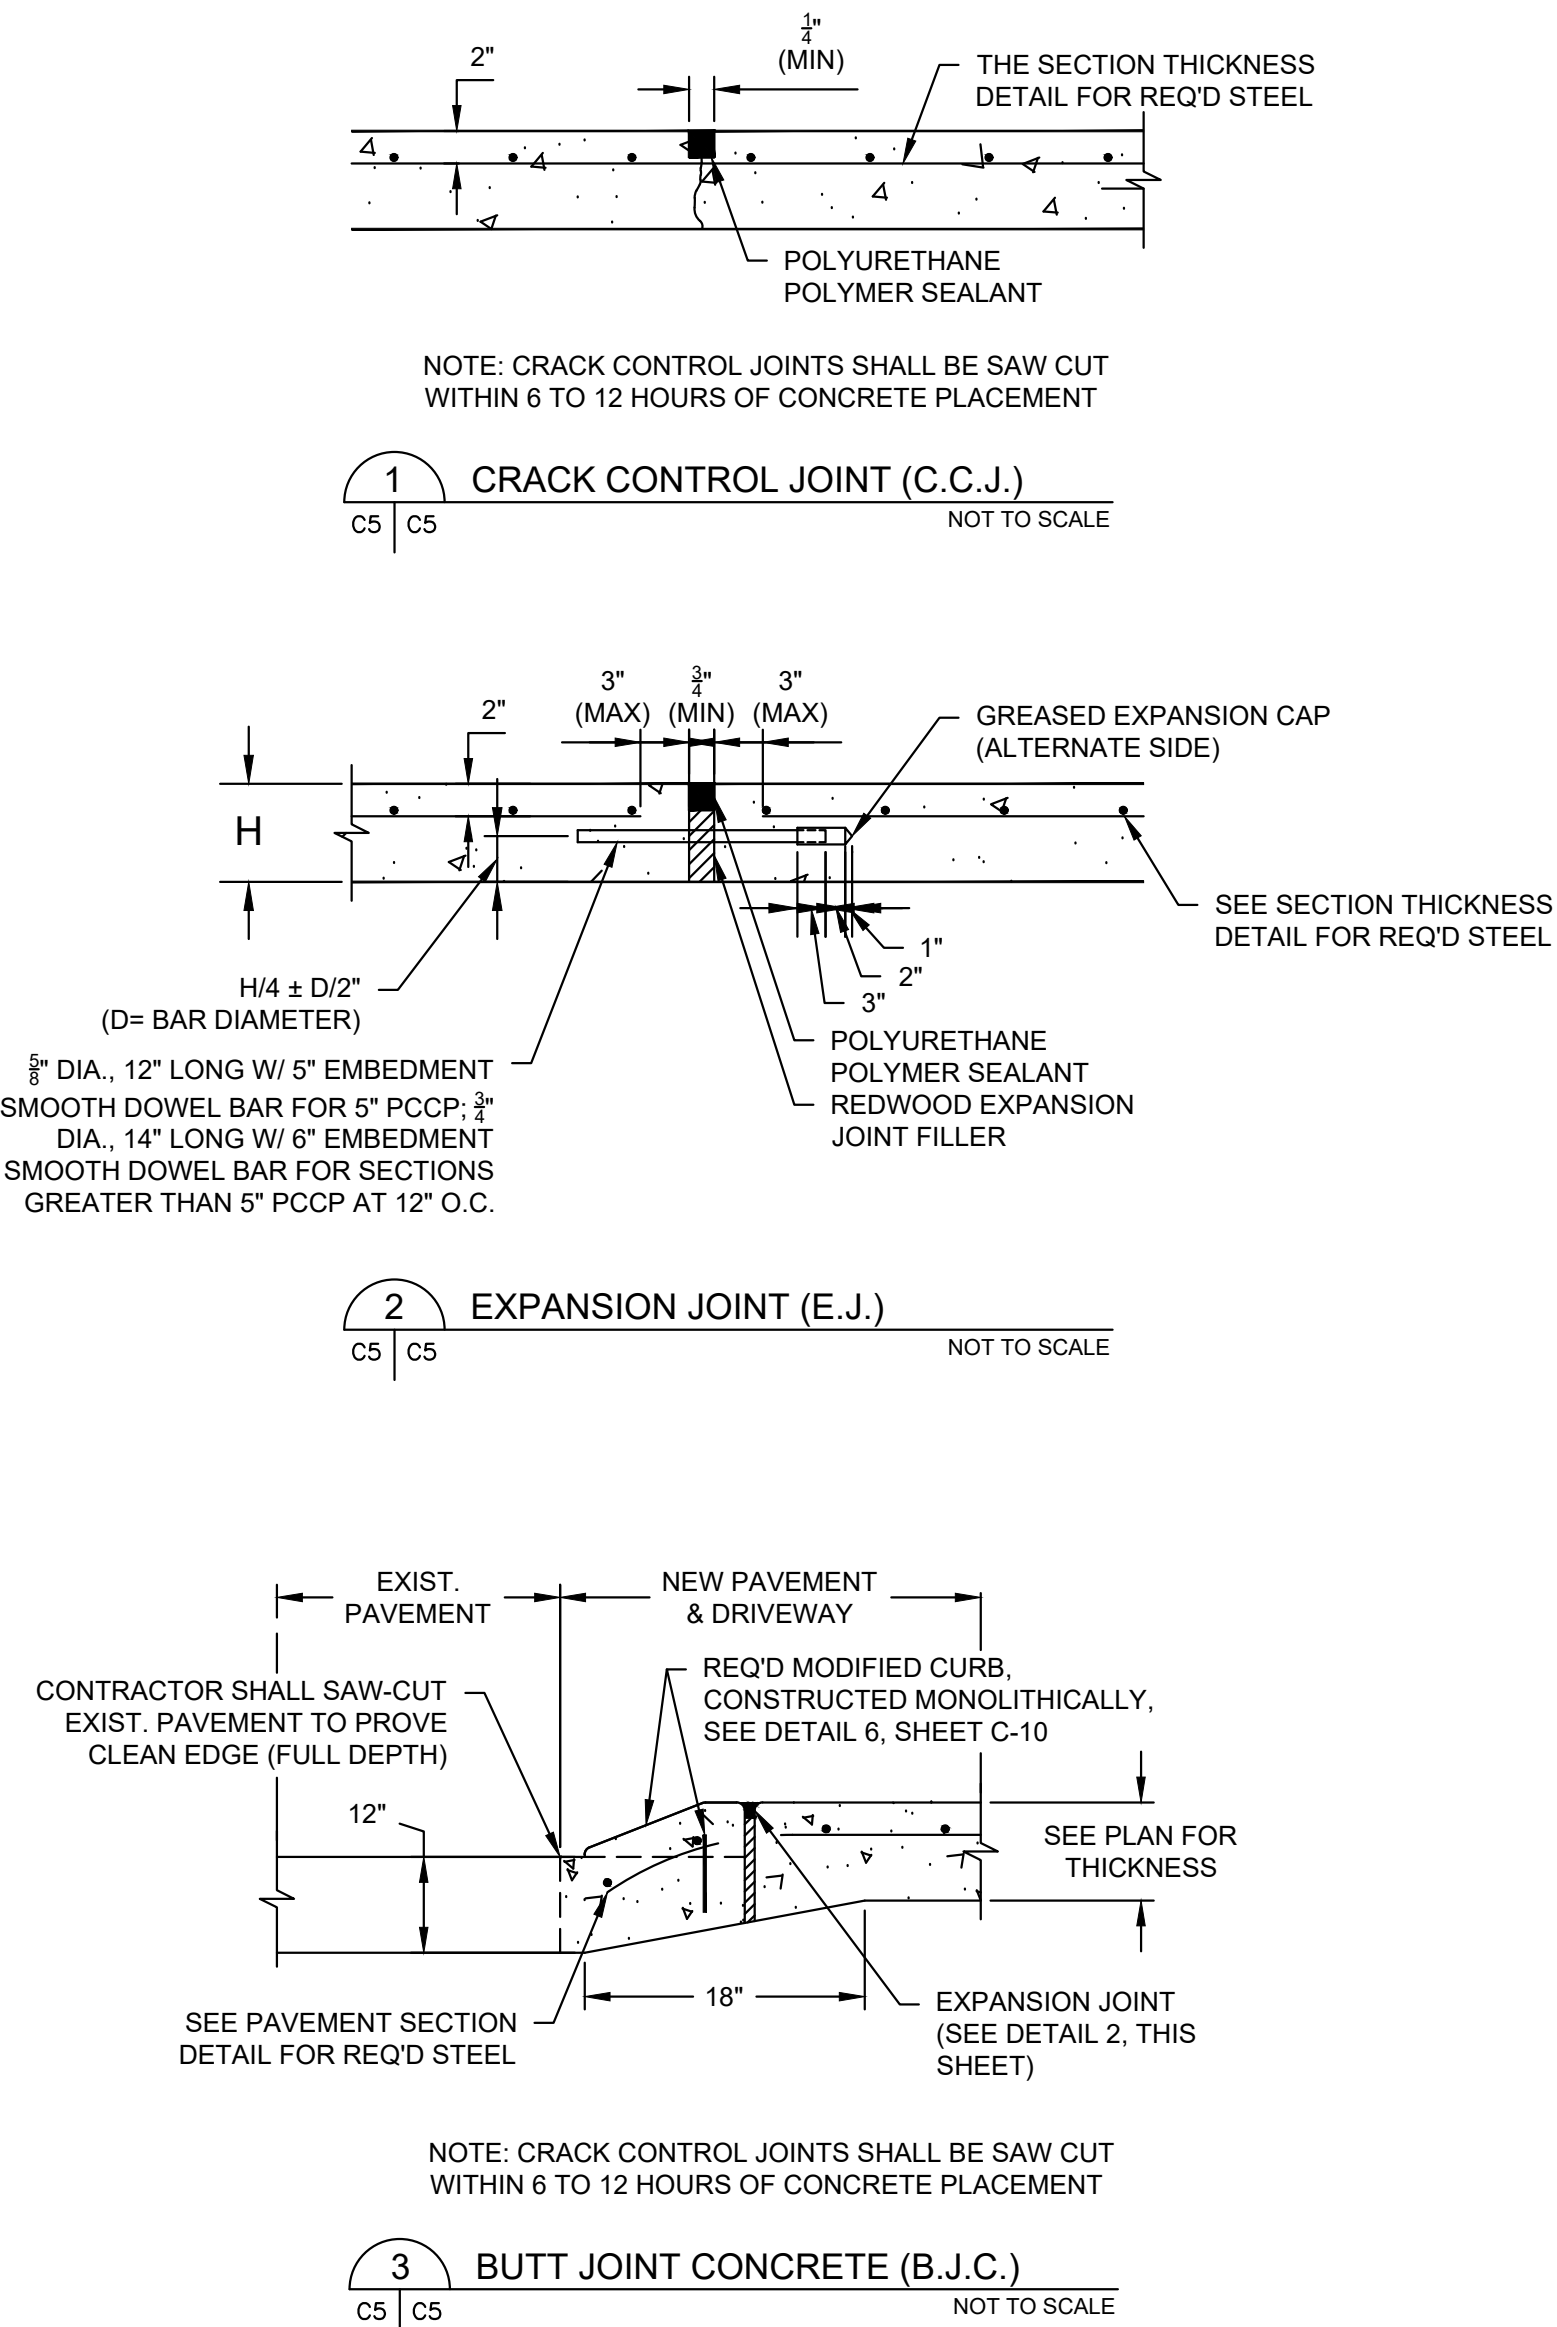 2"
1/4"
(MIN)
THE SECTION THICKNESS
DETAIL FOR REQ'D STEEL
POLYURETHANE
POLYMER SEALANT
NOTE: CRACK CONTROL JOINTS SHALL BE SAW CUT
WITHIN 6 TO 12 HOURS OF CONCRETE PLACEMENT
1
CRACK CONTROL JOINT (C.C.J.)
C5 C5
NOT TO SCALE
3"
(MAX)
3/4"
(MIN)
3"
(MAX)
2"
GREASED EXPANSION CAP
(ALTERNATE SIDE)
H
SEE SECTION THICKNESS
DETAIL FOR REQ'D STEEL
1"
2"
3"
H/4 ± D/2"
(D= BAR DIAMETER)
5/8" DIA., 12" LONG W/ 5" EMBEDMENT
SMOOTH DOWEL BAR FOR 5" PCCP; 3/4"
DIA., 14" LONG W/ 6" EMBEDMENT
SMOOTH DOWEL BAR FOR SECTIONS
GREATER THAN 5" PCCP AT 12" O.C.
POLYURETHANE
POLYMER SEALANT
REDWOOD EXPANSION
JOINT FILLER
2
EXPANSION JOINT (E.J.)
C5 C5
NOT TO SCALE
EXIST.
PAVEMENT
NEW PAVEMENT
& DRIVEWAY
CONTRACTOR SHALL SAW-CUT
EXIST. PAVEMENT TO PROVE
CLEAN EDGE (FULL DEPTH)
REQ'D MODIFIED CURB,
CONSTRUCTED MONOLITHICALLY,
SEE DETAIL 6, SHEET C-10
12"
SEE PLAN FOR
THICKNESS
18"
SEE PAVEMENT SECTION
DETAIL FOR REQ'D STEEL
EXPANSION JOINT
(SEE DETAIL 2, THIS
SHEET)
NOTE: CRACK CONTROL JOINTS SHALL BE SAW CUT
WITHIN 6 TO 12 HOURS OF CONCRETE PLACEMENT
3
BUTT JOINT CONCRETE (B.J.C.)
C5 C5
NOT TO SCALE